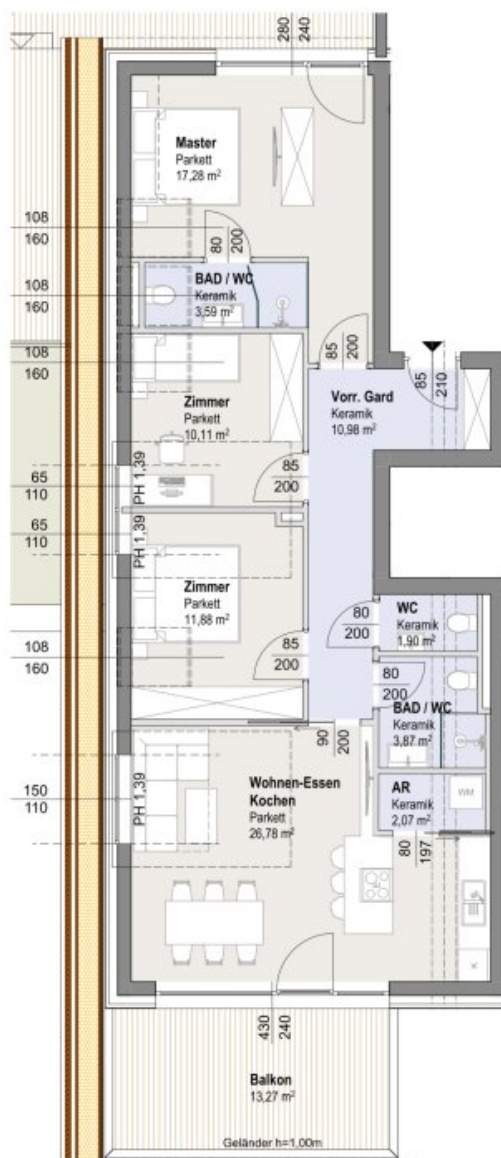 280
240
Master
Parkett
17,28 m²
108
160
80
200
BAD / WC
Keramik
3,59 m²
108
160
108
160
85
200
85
210
Zimmer
Parkett
10,11 m²
Vorr. Gard
Keramik
10,98 m²
65
110
PH 1,39
85
200
65
110
PH 1,39
Zimmer
Parkett
11,88 m²
80
200
WC
Keramik
1,90 m²
108
160
85
200
80
200
BAD / WC
Keramik
3,87 m²
90
200
150
110
PH 1,39
Wohnen-Essen
Kochen
Parkett
26,78 m²
AR
Keramik
2,07 m²
WM
80
197
K
430
240
Balkon
13,27 m²
Geländer h=1,00m